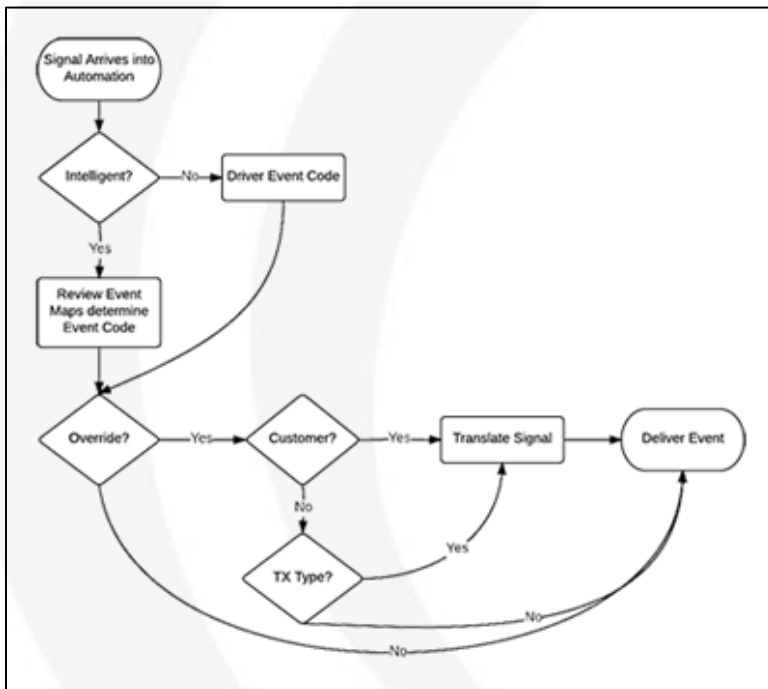 Signal Arrives into
Automation
Intelligent?
No
Driver Event Code
Yes
Review Event
Maps determine
Event Code
Override?
Yes
Customer?
Yes
Translate Signal
Deliver Event
No
TX Type?
Yes
No
No